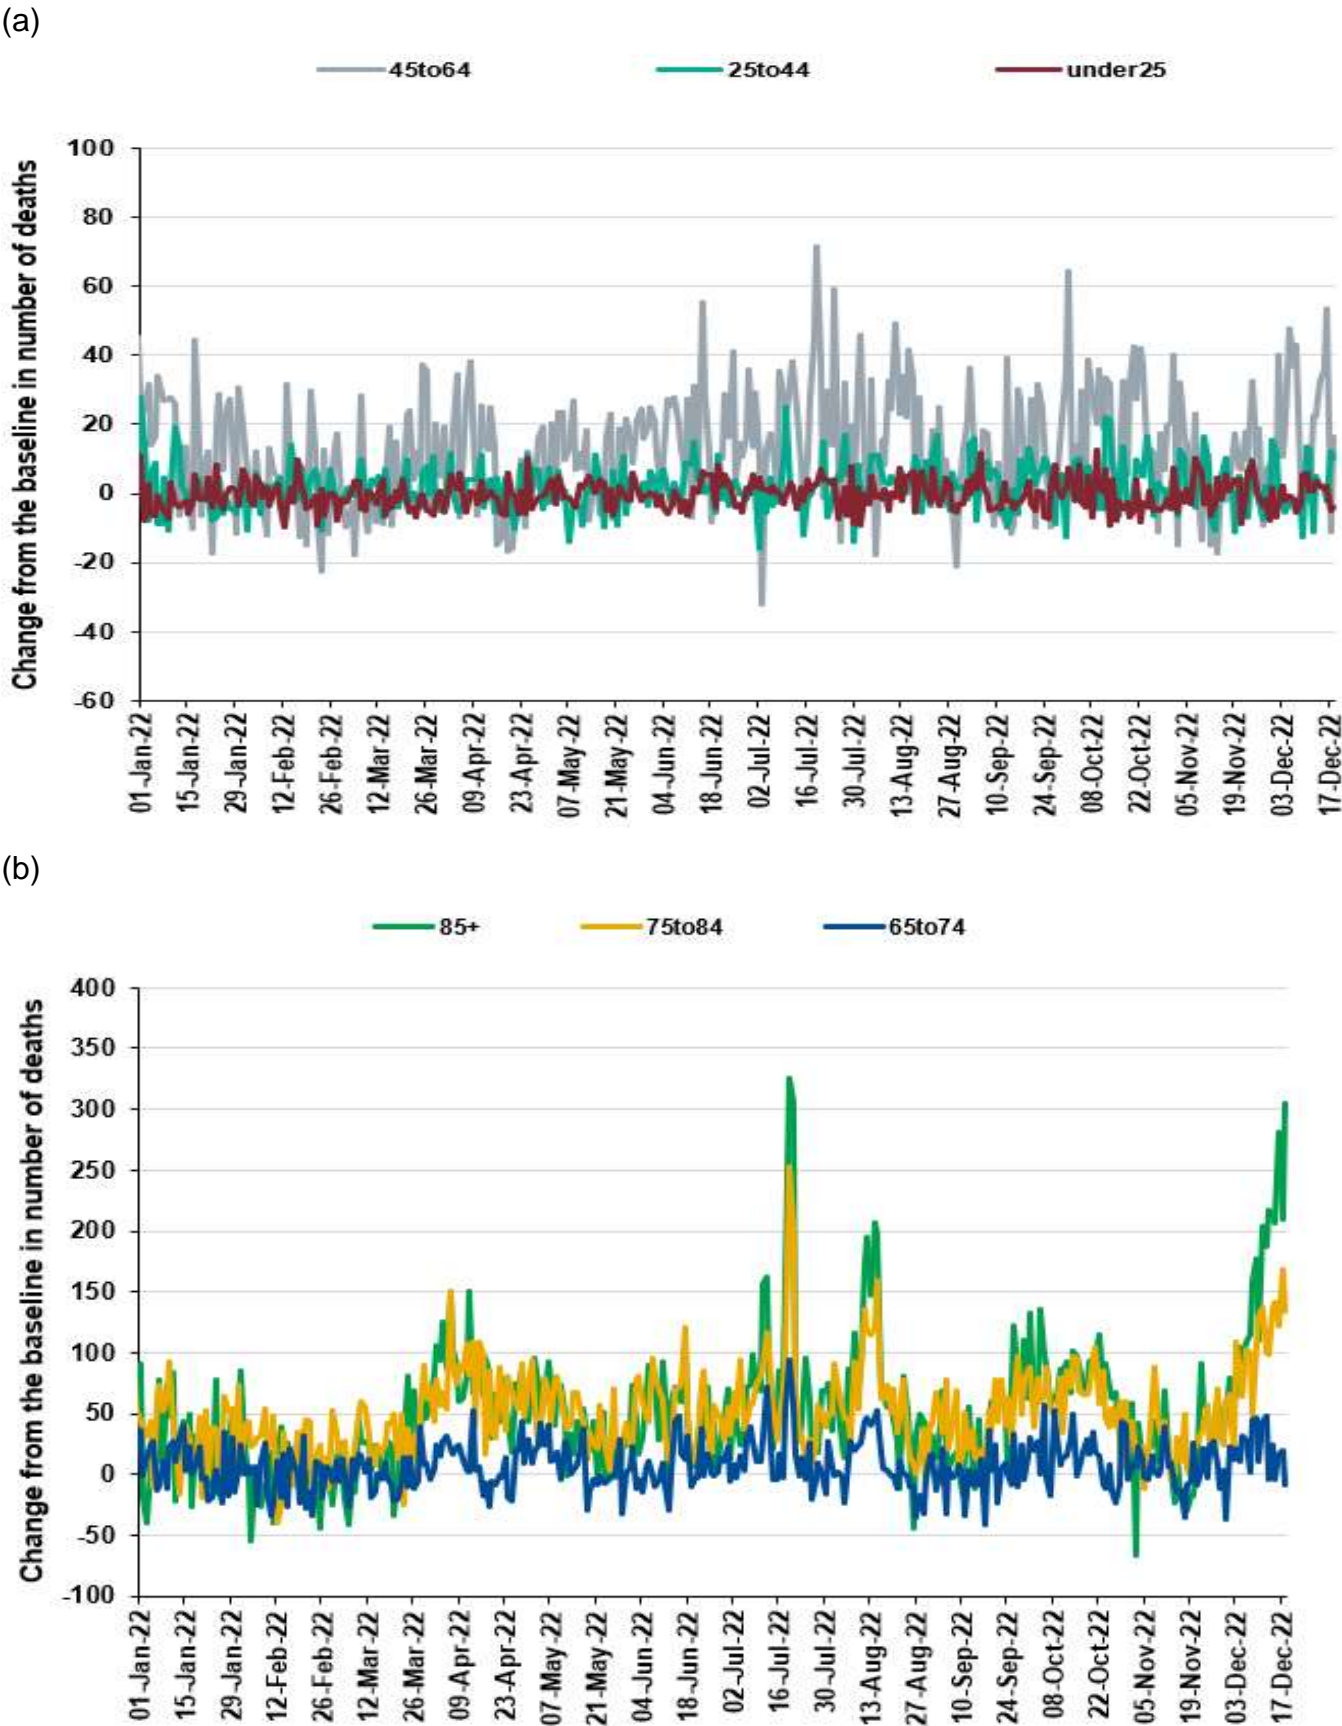 (a)
45to64 25to44 under25
Change from the baseline in number of deaths
100
80
60
40
20
0
-20
-40
-60
01-Jan-22 15-Jan-22 29-Jan-22 12-Feb-22 26-Feb-22 12-Mar-22 26-Mar-22 09-Apr-22 23-Apr-22 07-May-22 21-May-22 04-Jun-22 18-Jun-22 02-Jul-22 16-Jul-22 30-Jul-22 13-Aug-22 27-Aug-22 10-Sep-22 24-Sep-22 08-Oct-22 22-Oct-22 05-Nov-22 19-Nov-22 03-Dec-22 17-Dec-22
(b)
85+ 75to84 65to74
Change from the baseline in number of deaths
400
350
300
250
200
150
100
50
0
-50
-100
01-Jan-22 15-Jan-22 29-Jan-22 12-Feb-22 26-Feb-22 12-Mar-22 26-Mar-22 09-Apr-22 23-Apr-22 07-May-22 21-May-22 04-Jun-22 18-Jun-22 02-Jul-22 16-Jul-22 30-Jul-22 13-Aug-22 27-Aug-22 10-Sep-22 24-Sep-22 08-Oct-22 22-Oct-22 05-Nov-22 19-Nov-22 03-Dec-22 17-Dec-22